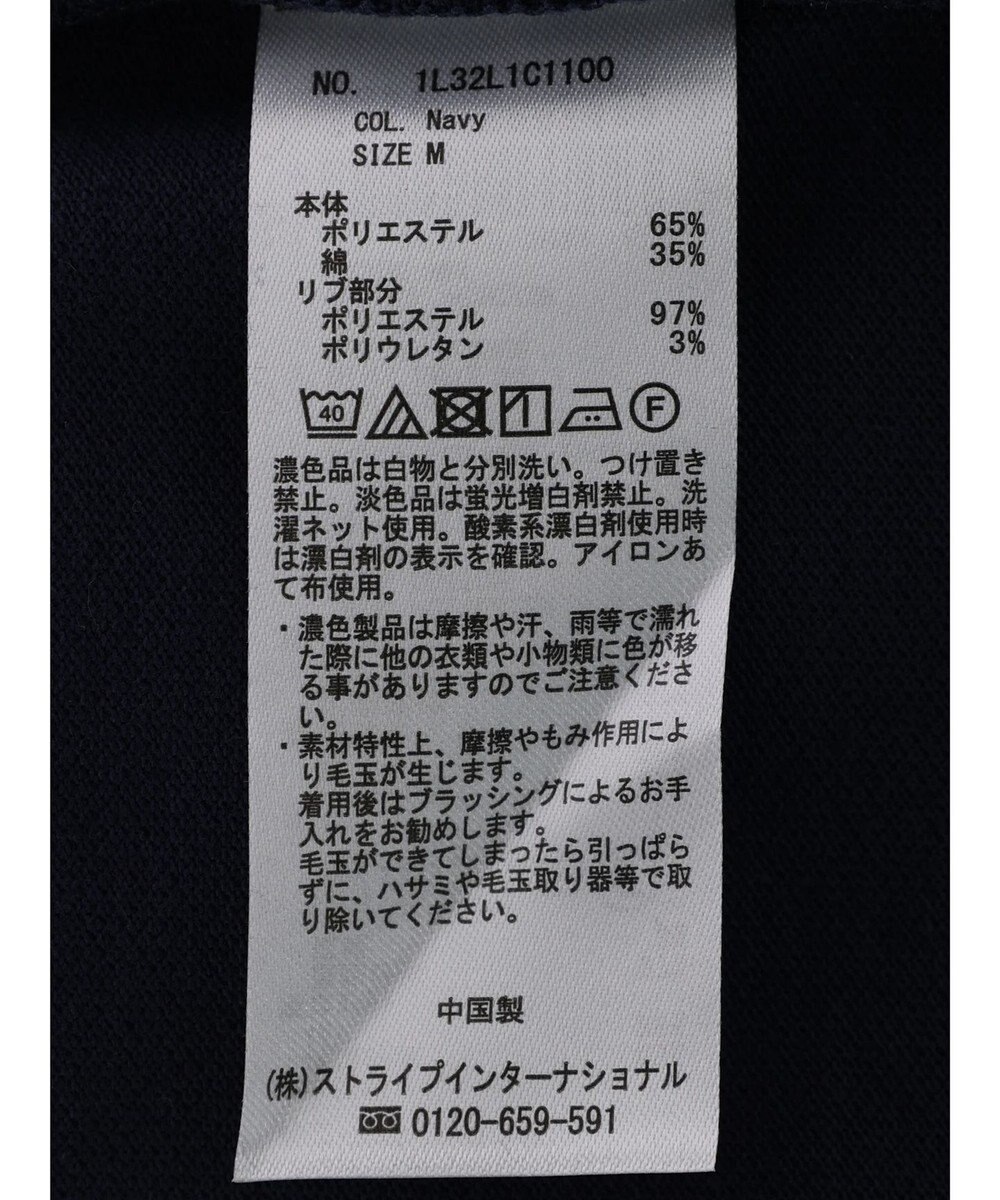 NO. 1L32L1C1100
COL. Navy
SIZE M
本体
ポリエステル 65%
綿 35%
リブ部分
ポリエステル 97%
ポリウレタン 3%
40 F
濃色品は白物と分別洗い。つけ置き
禁止。淡色品は蛍光増白剤禁止。洗
濯ネット使用。酸素系漂白剤使用時
は漂白剤の表示を確認。アイロンあ
て布使用。
・濃色製品は摩擦や汗、雨等で濡れ
た際に他の衣類や小物類に色が移
る事がありますのでご注意くださ
い。
・素材特性上、摩擦やもみ作用によ
り毛玉が生じます。
着用後はブラッシングによるお手
入れをお勧めします。
毛玉ができてしまったら引っぱら
ずに、ハサミや毛玉取り器等で取
り除いてください。
中国製
(株)ストライプインターナショナル
0120-659-591